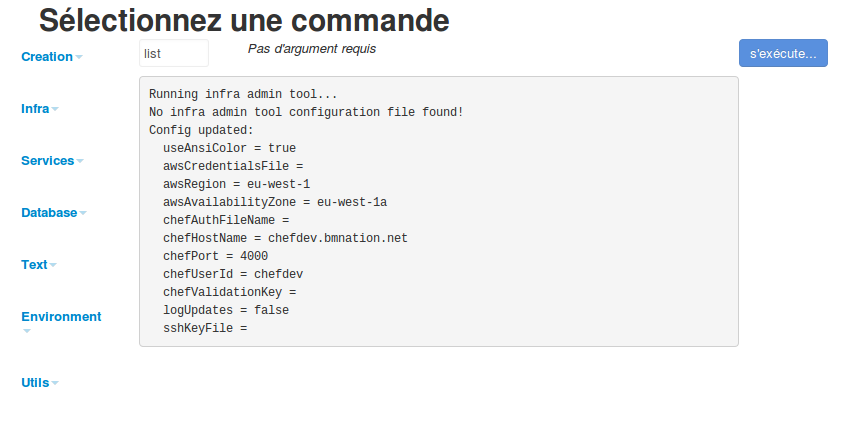 Sélectionnez une commande
Creation
list
Pas d'argument requis
s'exécute...
Infra
Services
Database
Text
Environment
Utils
Running infra admin tool...
No infra admin tool configuration file found!
Config updated:
useAnsiColor = true
awsCredentialsFile =
awsRegion = eu-west-1
awsAvailabilityZone = eu-west-1a
chefAuthFileName =
chefHostName = chefdev.bmnation.net
chefPort = 4000
chefUserId = chefdev
chefValidationKey =
logUpdates = false
sshKeyFile =